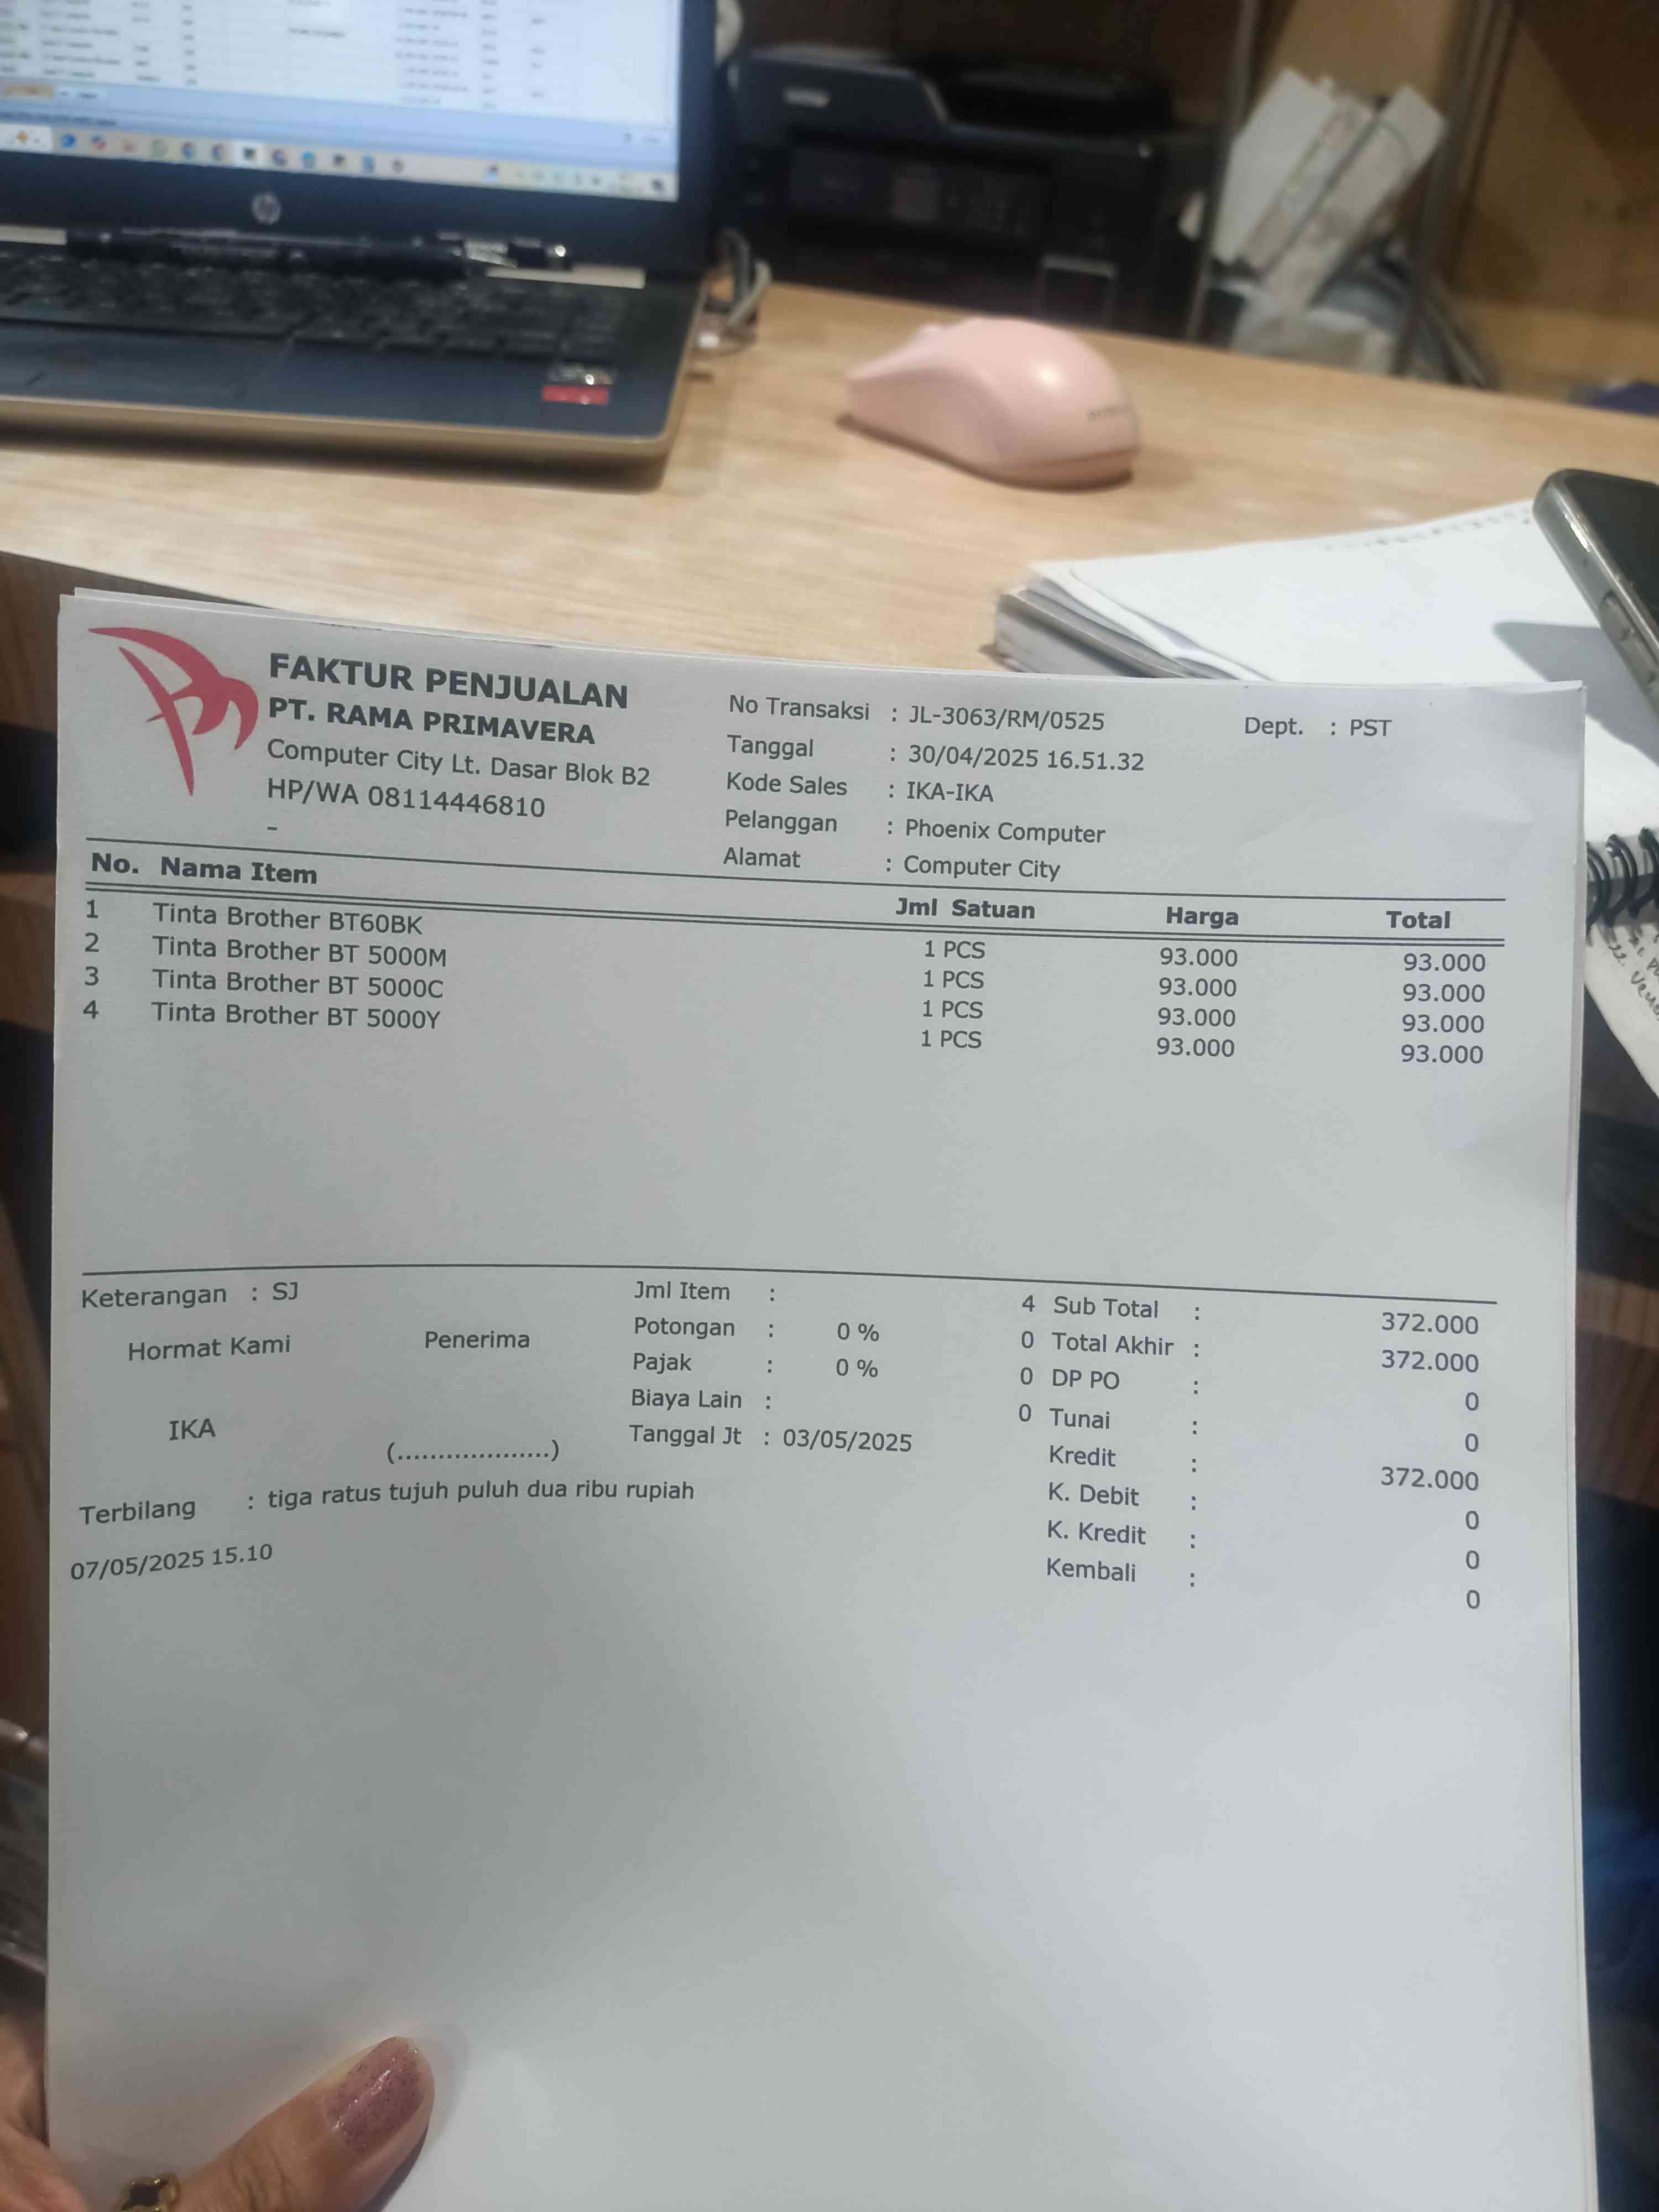 FAKTUR PENJUALAN
PT. RAMA PRIMAVERA
Computer City Lt. Dasar Blok B2
HP/WA 08114446810
-
No Transaksi : JL-3063/RM/0525 Dept. : PST
Tanggal : 30/04/2025 16.51.32
Kode Sales : IKA-IKA
Pelanggan : Phoenix Computer
Alamat : Computer City
No. Nama Item Jml Satuan Harga Total
1 Tinta Brother BT60BK 1 PCS 93.000 93.000
2 Tinta Brother BT 5000M 1 PCS 93.000 93.000
3 Tinta Brother BT 5000C 1 PCS 93.000 93.000
4 Tinta Brother BT 5000Y 1 PCS 93.000 93.000
Keterangan : SJ
Hormat Kami Penerima
IKA
(...................)
Terbilang : tiga ratus tujuh puluh dua ribu rupiah
07/05/2025 15.10
Jml Item : 4
Potongan : 0 % 0
Pajak : 0 % 0
Biaya Lain : 0
Tanggal Jt : 03/05/2025
Sub Total : 372.000
Total Akhir : 372.000
DP PO : 0
Tunai : 0
Kredit : 372.000
K. Debit : 0
K. Kredit : 0
Kembali : 0
hp